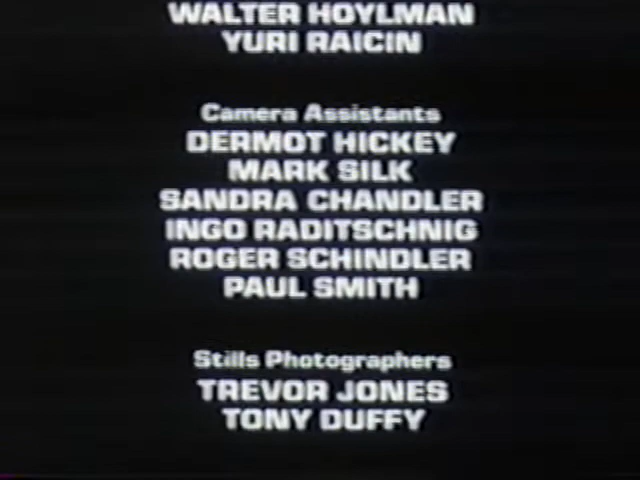 WALTER HOYLMAN
YURI RAICIN
Camera Assistants
DERMOT HICKEY
MARK SILK
SANDRA CHANDLER
INGO RADITSCHNIG
ROGER SCHINDLER
PAUL SMITH
Stills Photographers
TREVOR JONES
TONY DUFFY